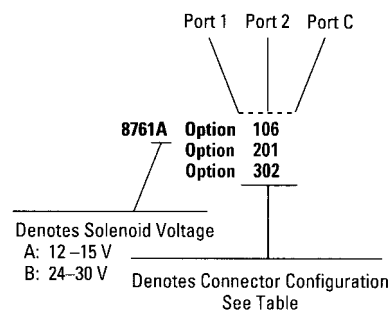 Port 1 Port 2 Port C
8761A Option 106
Option 201
Option 302
Denotes Solenoid Voltage
A: 12–15 V
B: 24–30 V
Denotes Connector Configuration
See Table